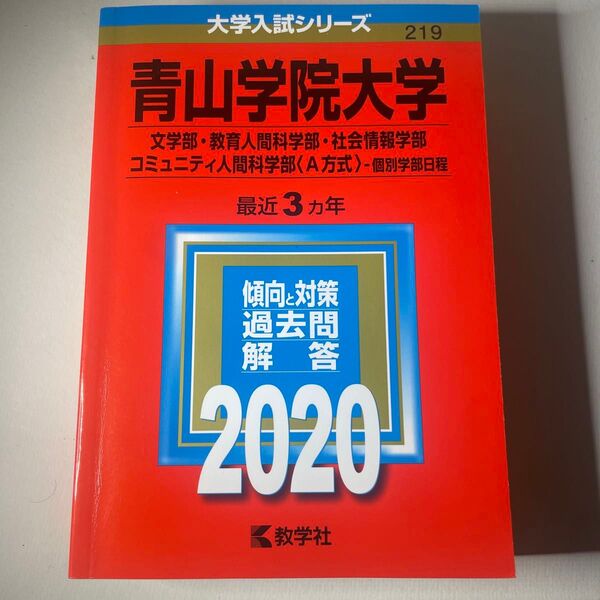 大学入試シリーズ
219
青山学院大学
文学部・教育人間科学部・社会情報学部
コミュニティ人間科学部〈A方式〉-個別学部日程
最近3ヵ年
傾向と対策
過去問
解答
2020
教学社